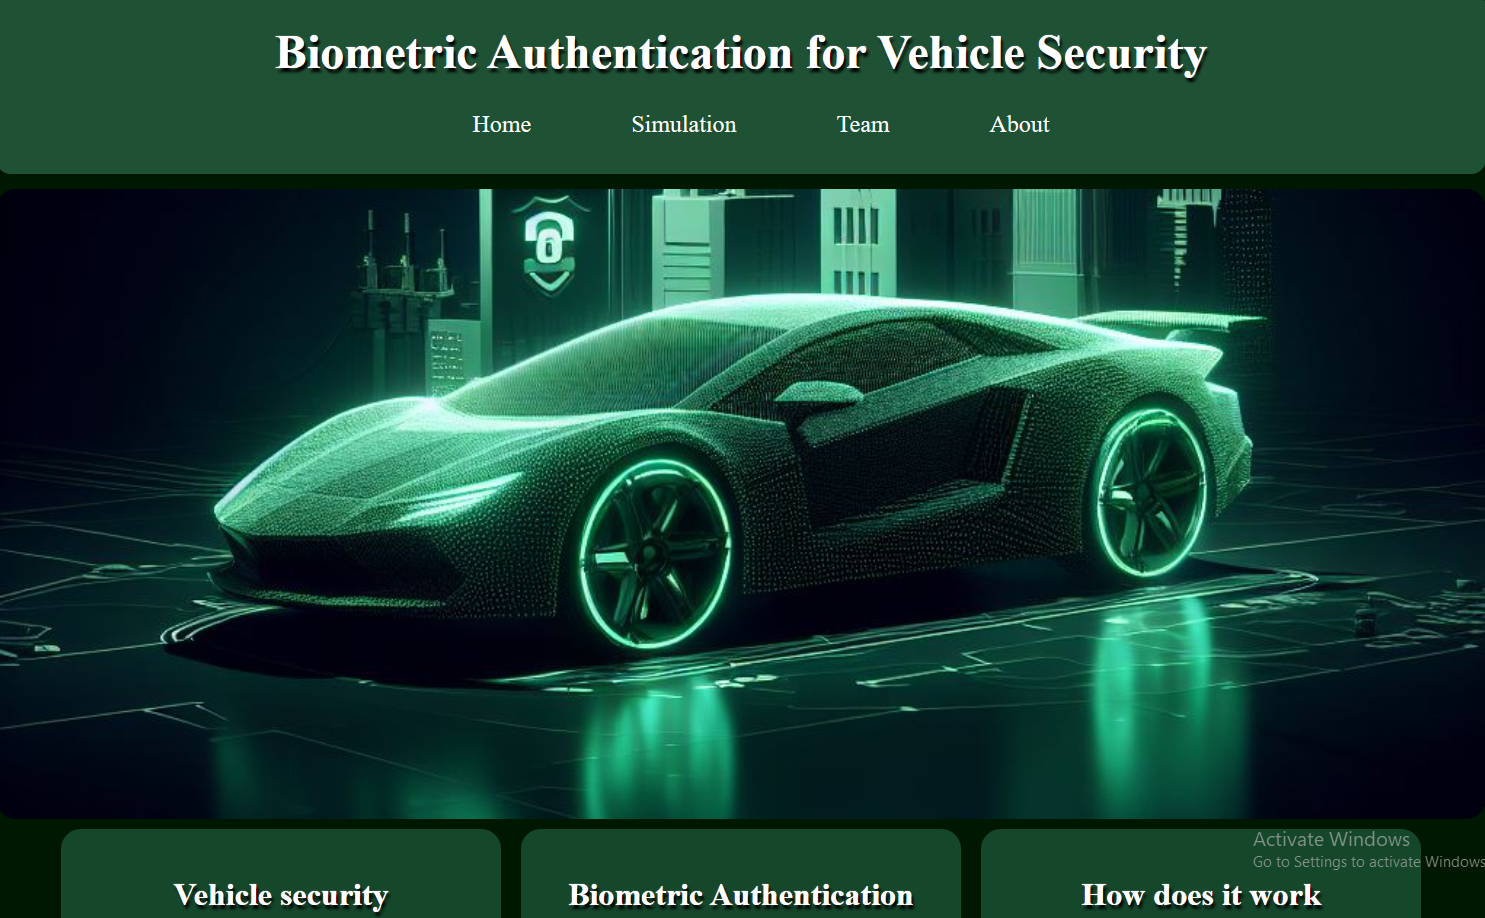 Biometric Authentication for Vehicle Security
Home Simulation Team About
6
Vehicle security Biometric Authentication How does it work
Activate Windows
Go to Settings to activate Windows